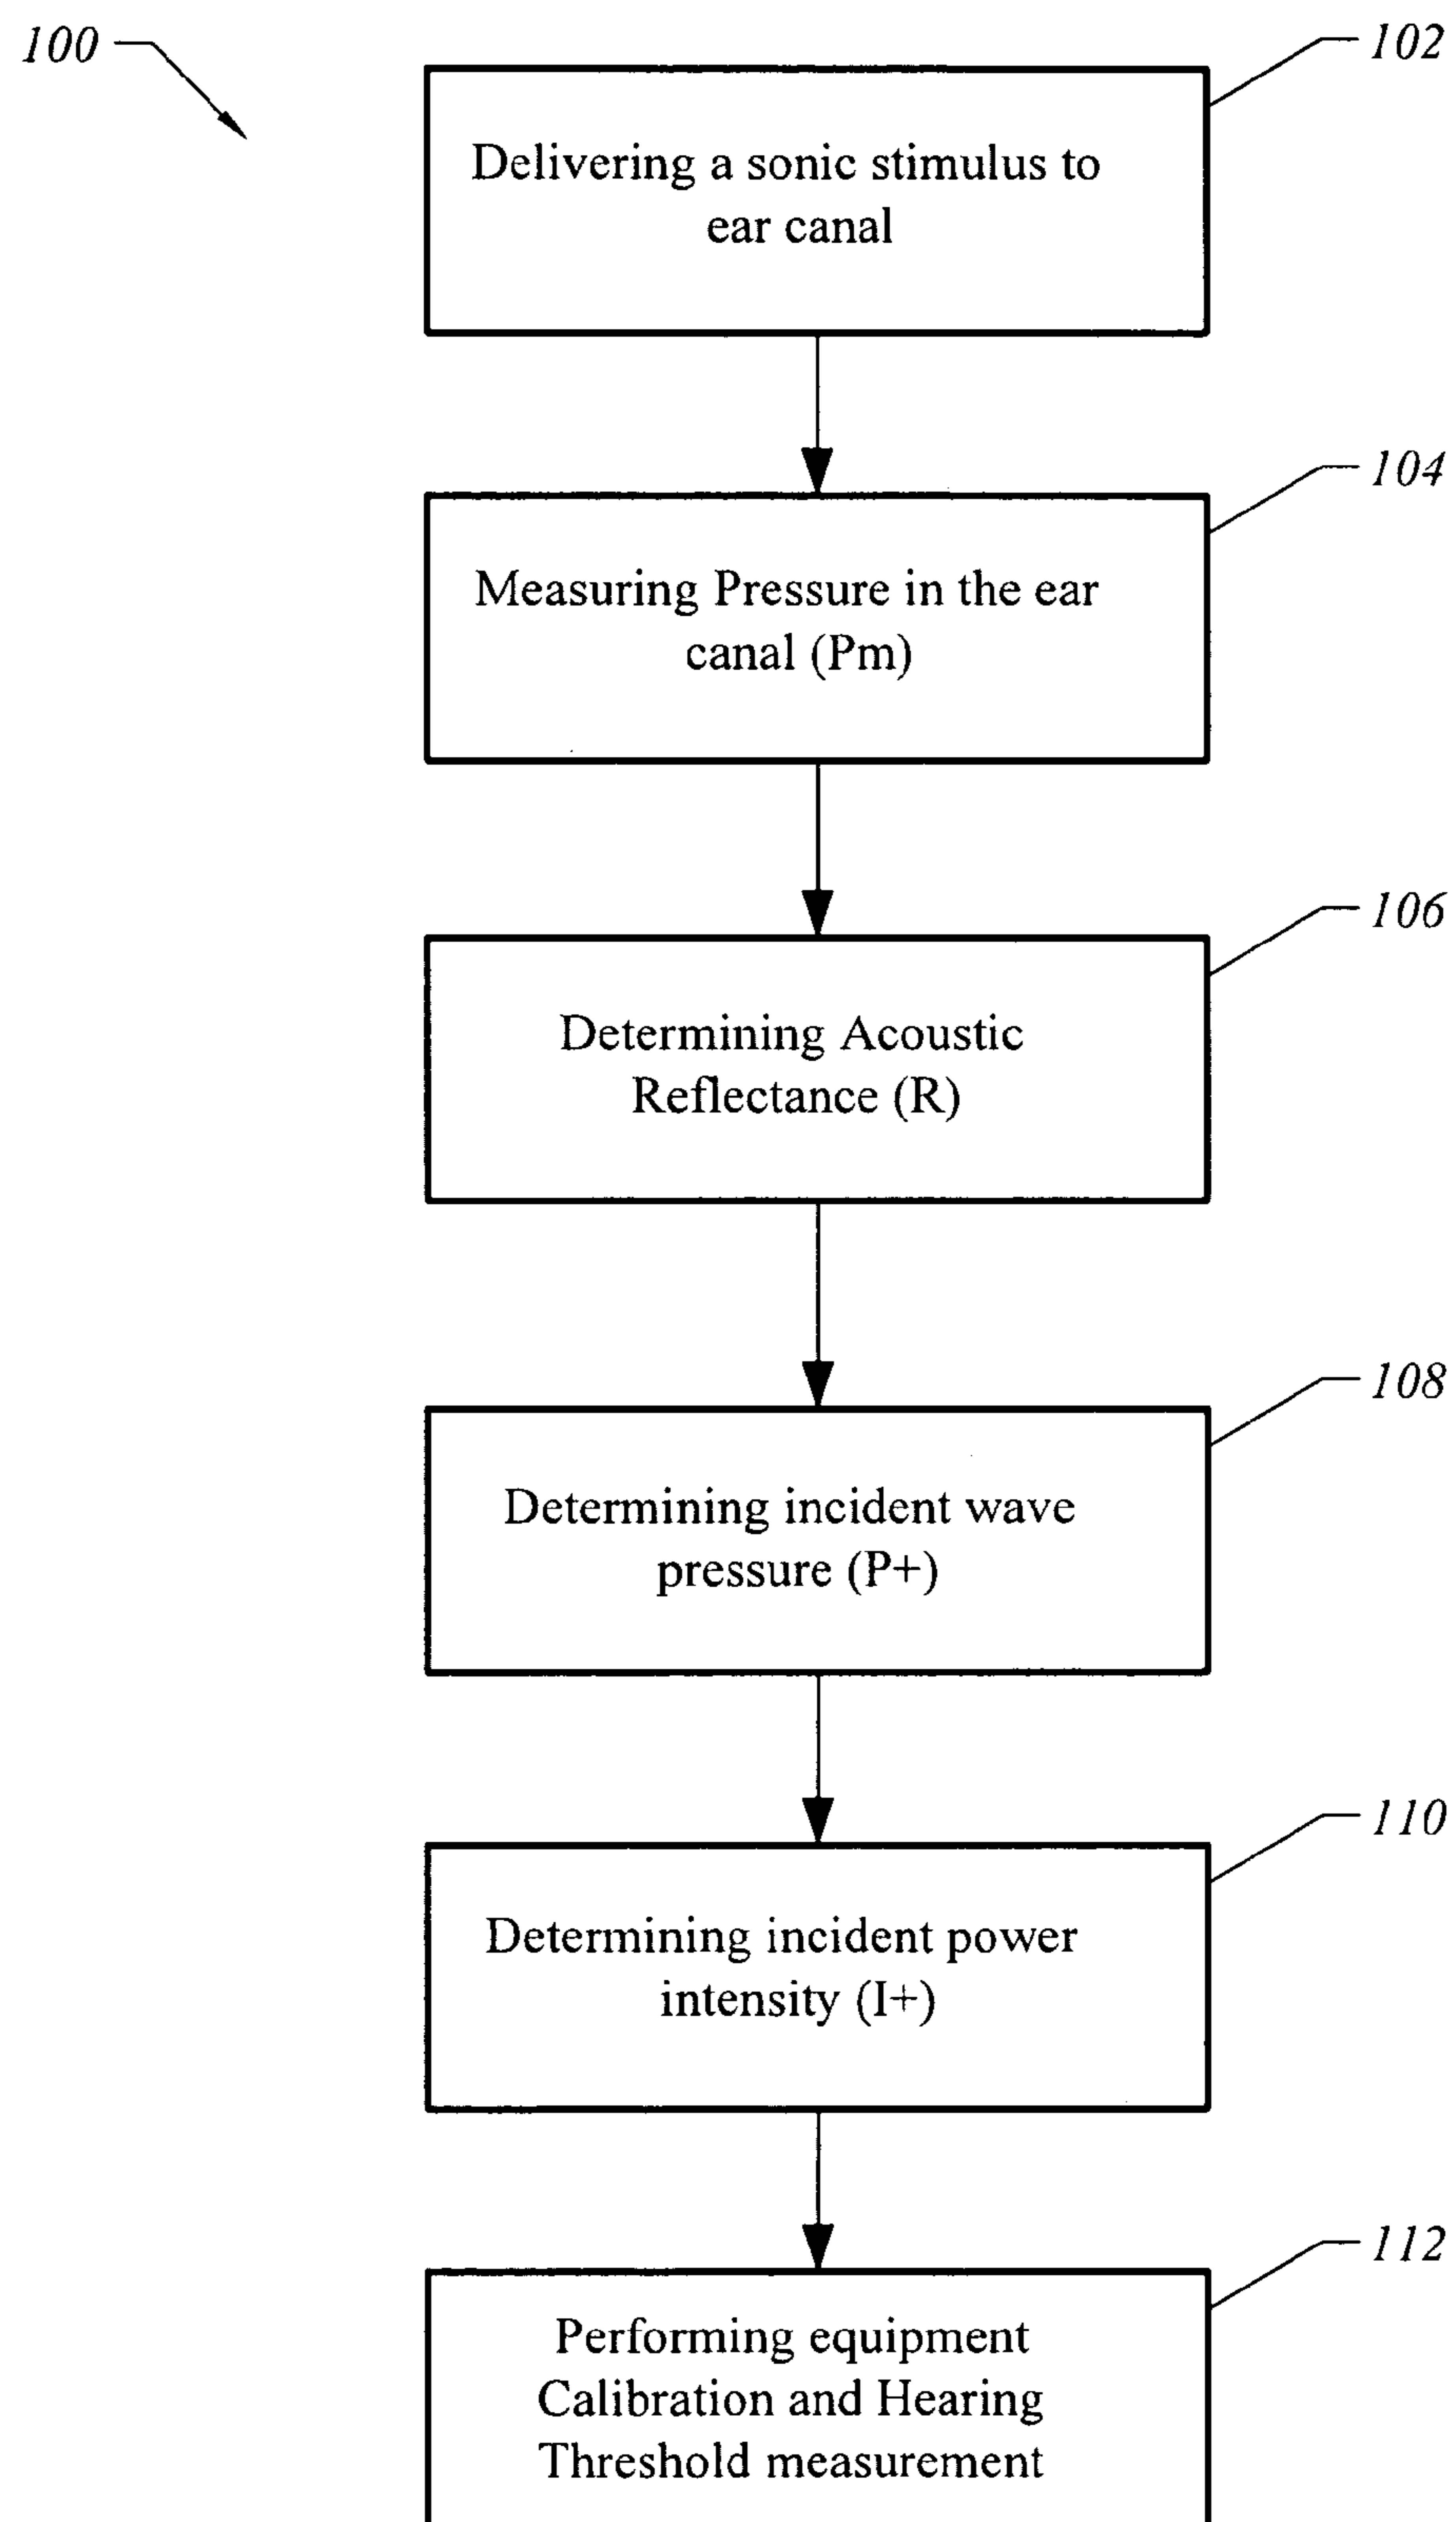 100
102
Delivering a sonic stimulus to
ear canal
104
Measuring Pressure in the ear
canal (Pm)
106
Determining Acoustic
Reflectance (R)
108
Determining incident wave
pressure (P+)
110
Determining incident power
intensity (I+)
112
Performing equipment
Calibration and Hearing
Threshold measurement